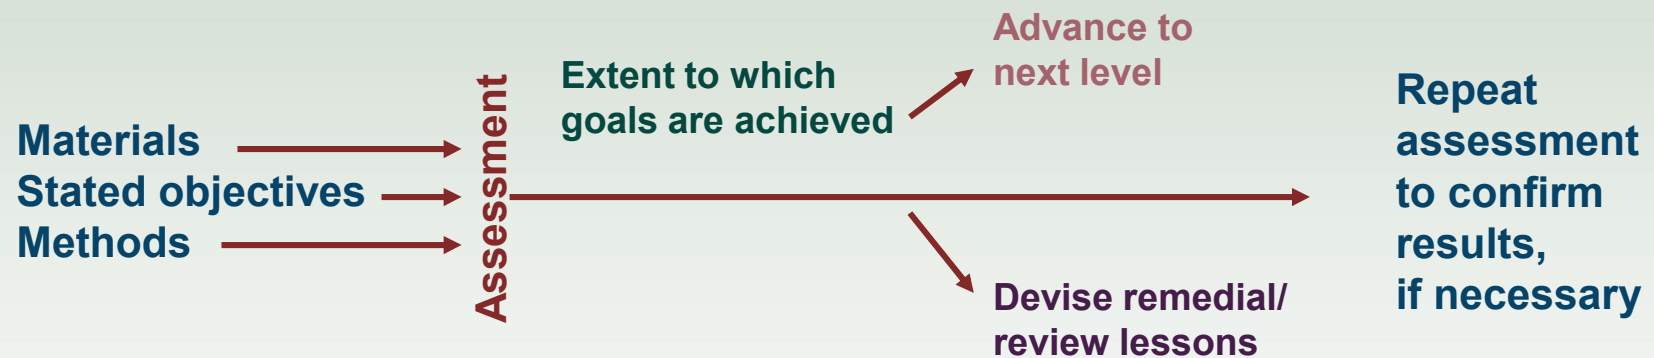 Materials
Stated objectives
Methods
Assessment
Extent to which
goals are achieved
Advance to
next level
Devise remedial/
review lessons
Repeat
assessment
to confirm
results,
if necessary